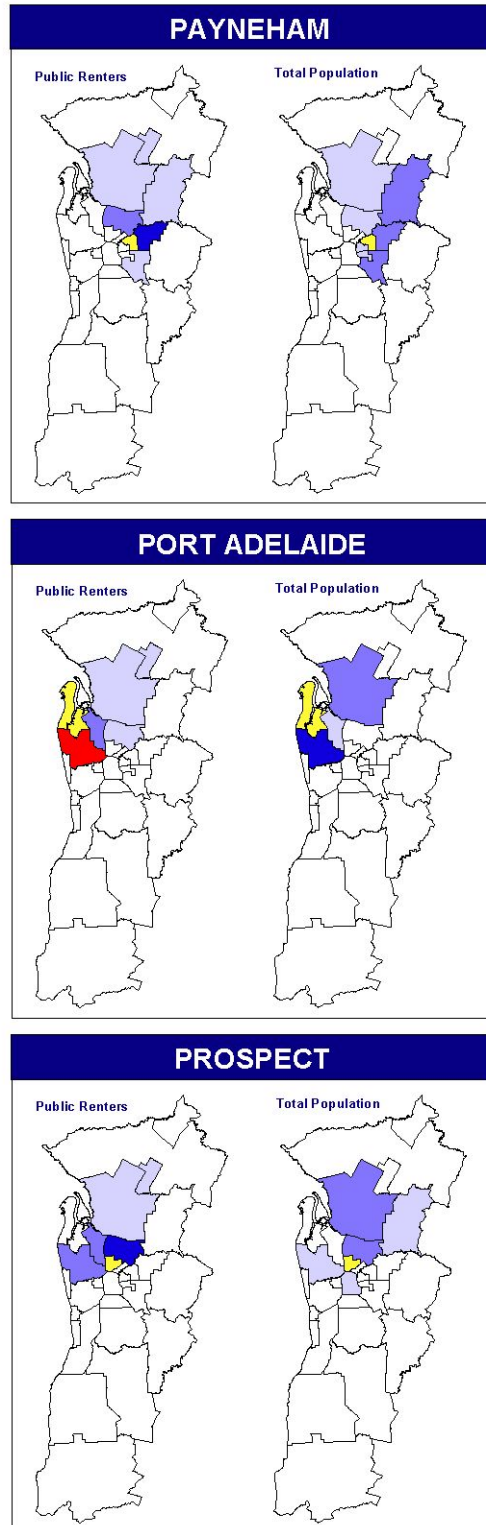 PAYNEHAM
Public Renters Total Population
PORT ADELAIDE
Public Renters Total Population
PROSPECT
Public Renters Total Population